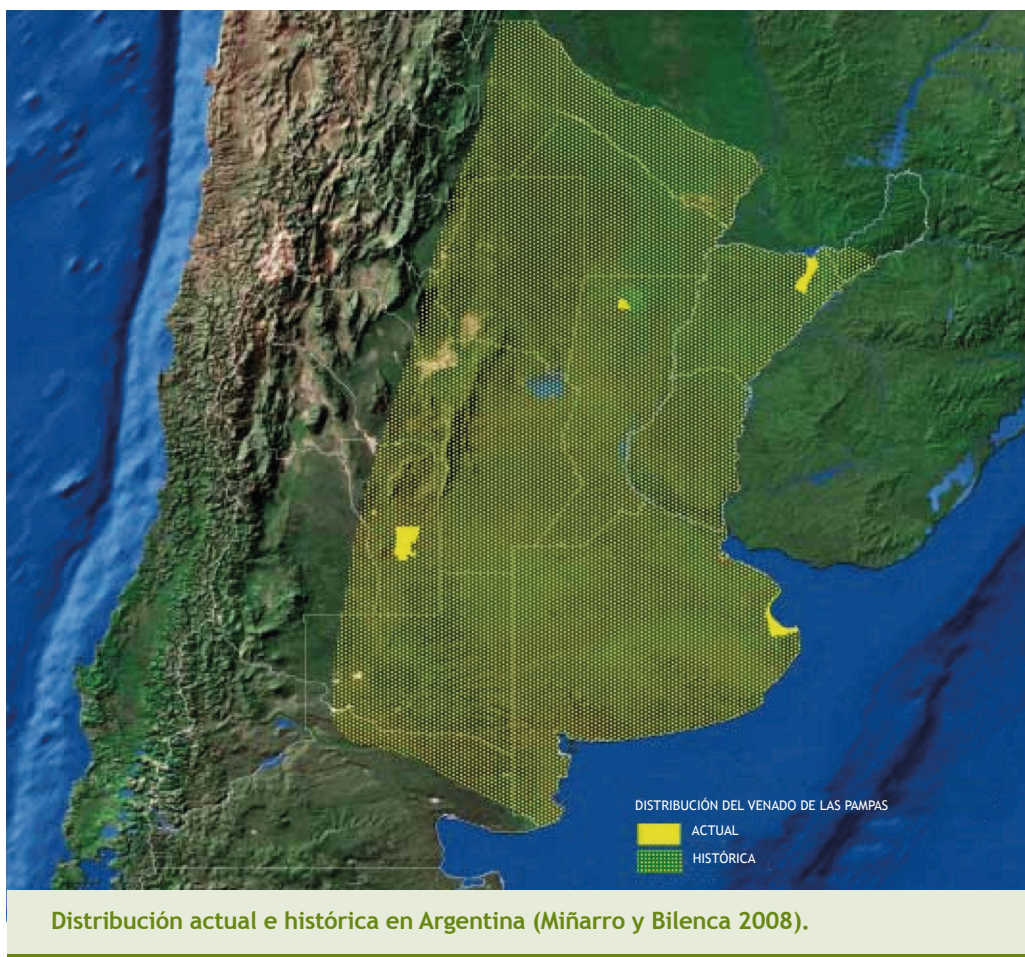 DISTRIBUCIÓN DEL VENADO DE LAS PAMPAS
ACTUAL
HISTÓRICA
Distribución actual e histórica en Argentina (Miñarro y Bilenca 2008).